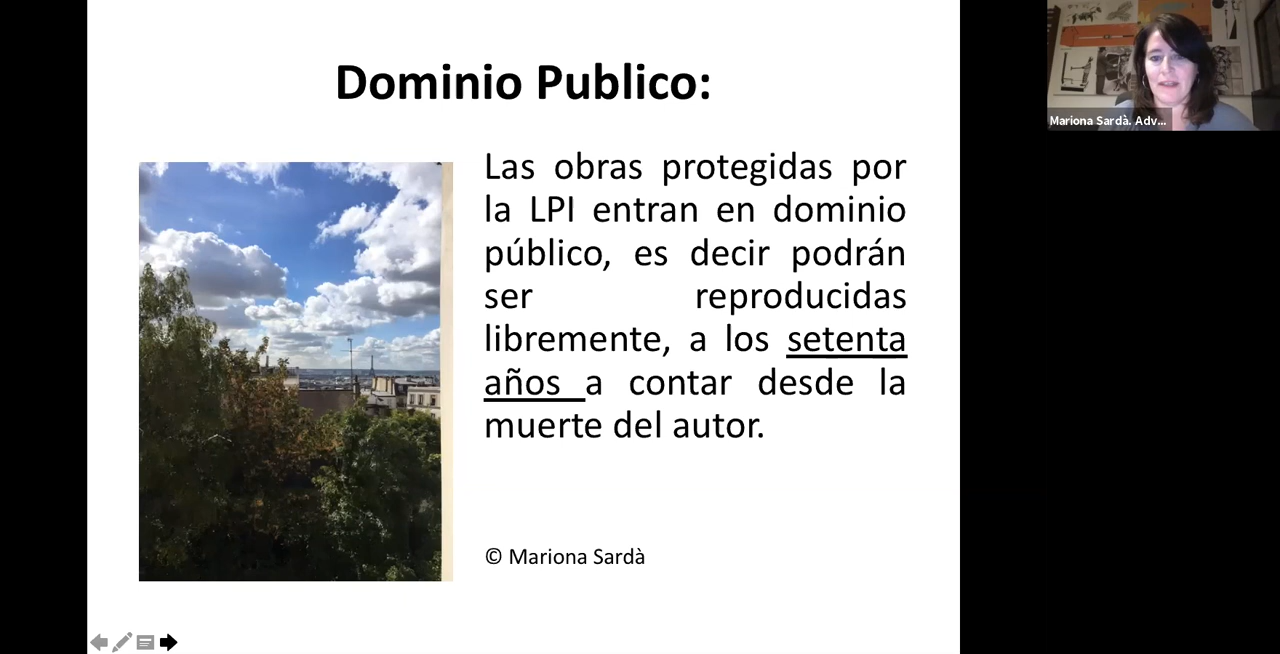 Dominio Publico:
Las obras protegidas por
la LPI entran en dominio
público, es decir podrán
ser reproducidas
libremente, a los setenta
años a contar desde la
muerte del autor.
© Mariona Sardà
Mariona Sardà. Adv...